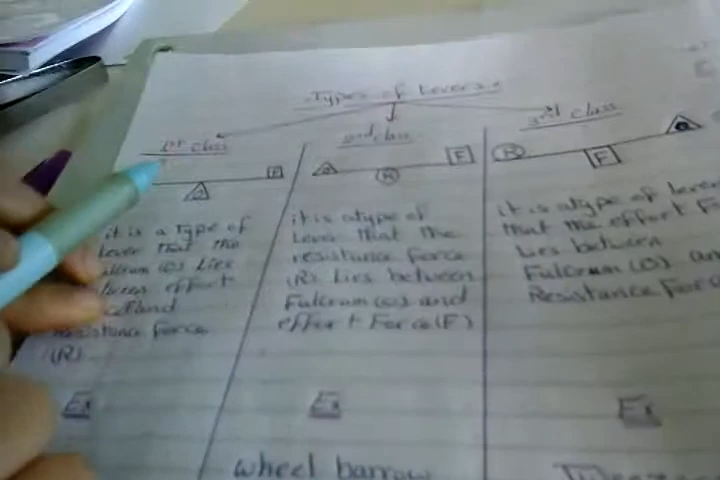 Types of Levers
1st class
2nd class
3rd class
F
O
O
R
F
R
F
O
it is a Type of
Lever that the
Fulcrum (O) Lies
effort
and
Resistance Force
(R)
Ex
it is atype of
Lever that the
resistance force
(R) Lies between
Fulcrum (O) and
effort Force (F)
Ex
wheel barrow
it is atype of lever
that the effort F
Lies between
Fulcrum (O) an
Resistance Forc
Ex